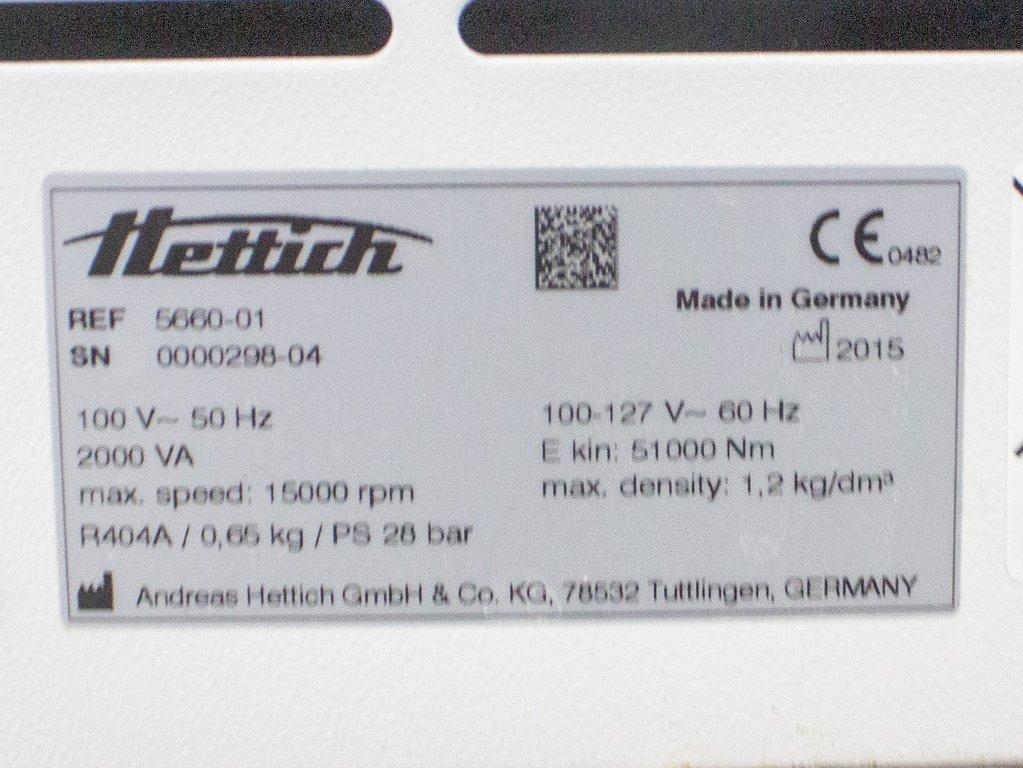 Hettich
CE 0482
REF 5660-01
SN 0000298-04
Made in Germany
2015
100 V~ 50 Hz
2000 VA
max. speed: 15000 rpm
R404A / 0,65 kg / PS 28 bar
100-127 V~ 60 Hz
E kin: 51000 Nm
max. density: 1,2 kg/dm³
Andreas Hettich GmbH & Co. KG, 78532 Tuttlingen, GERMANY